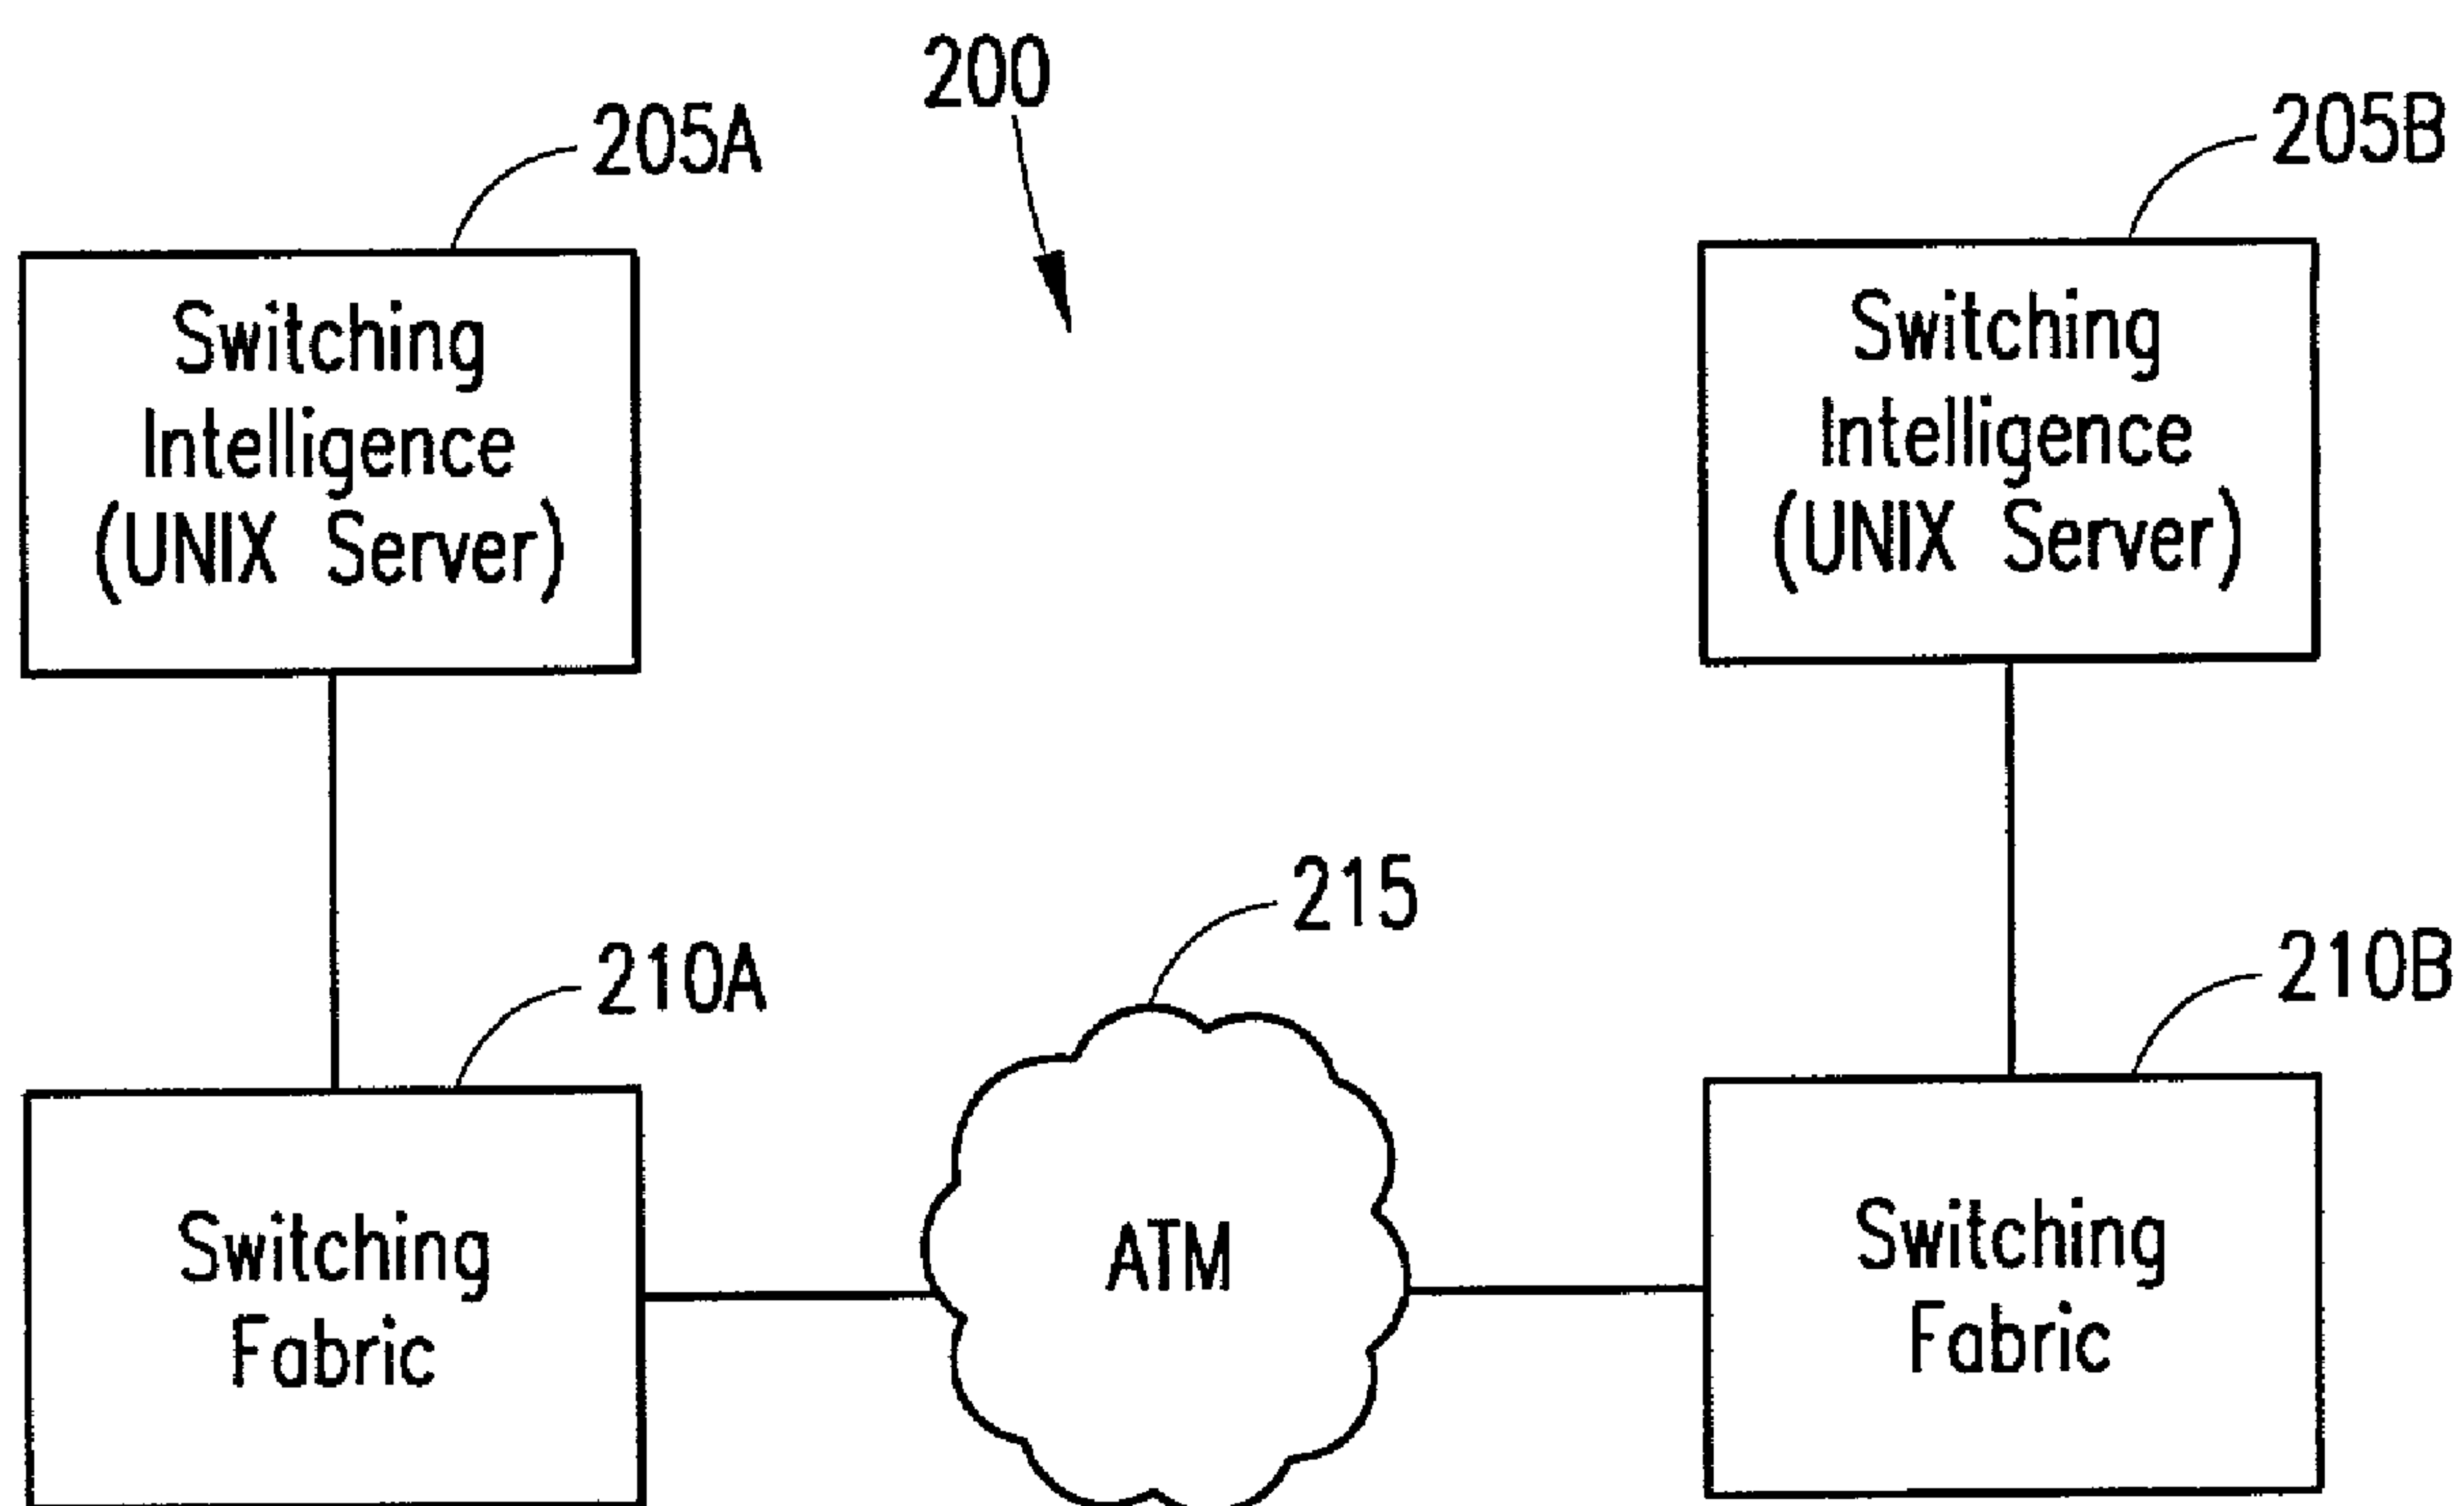 200
205A
205B
Switching
Intelligence
(UNIX Server)
Switching
Intelligence
(UNIX Server)
215
210A
210B
Switching
Fabric
ATM
Switching
Fabric